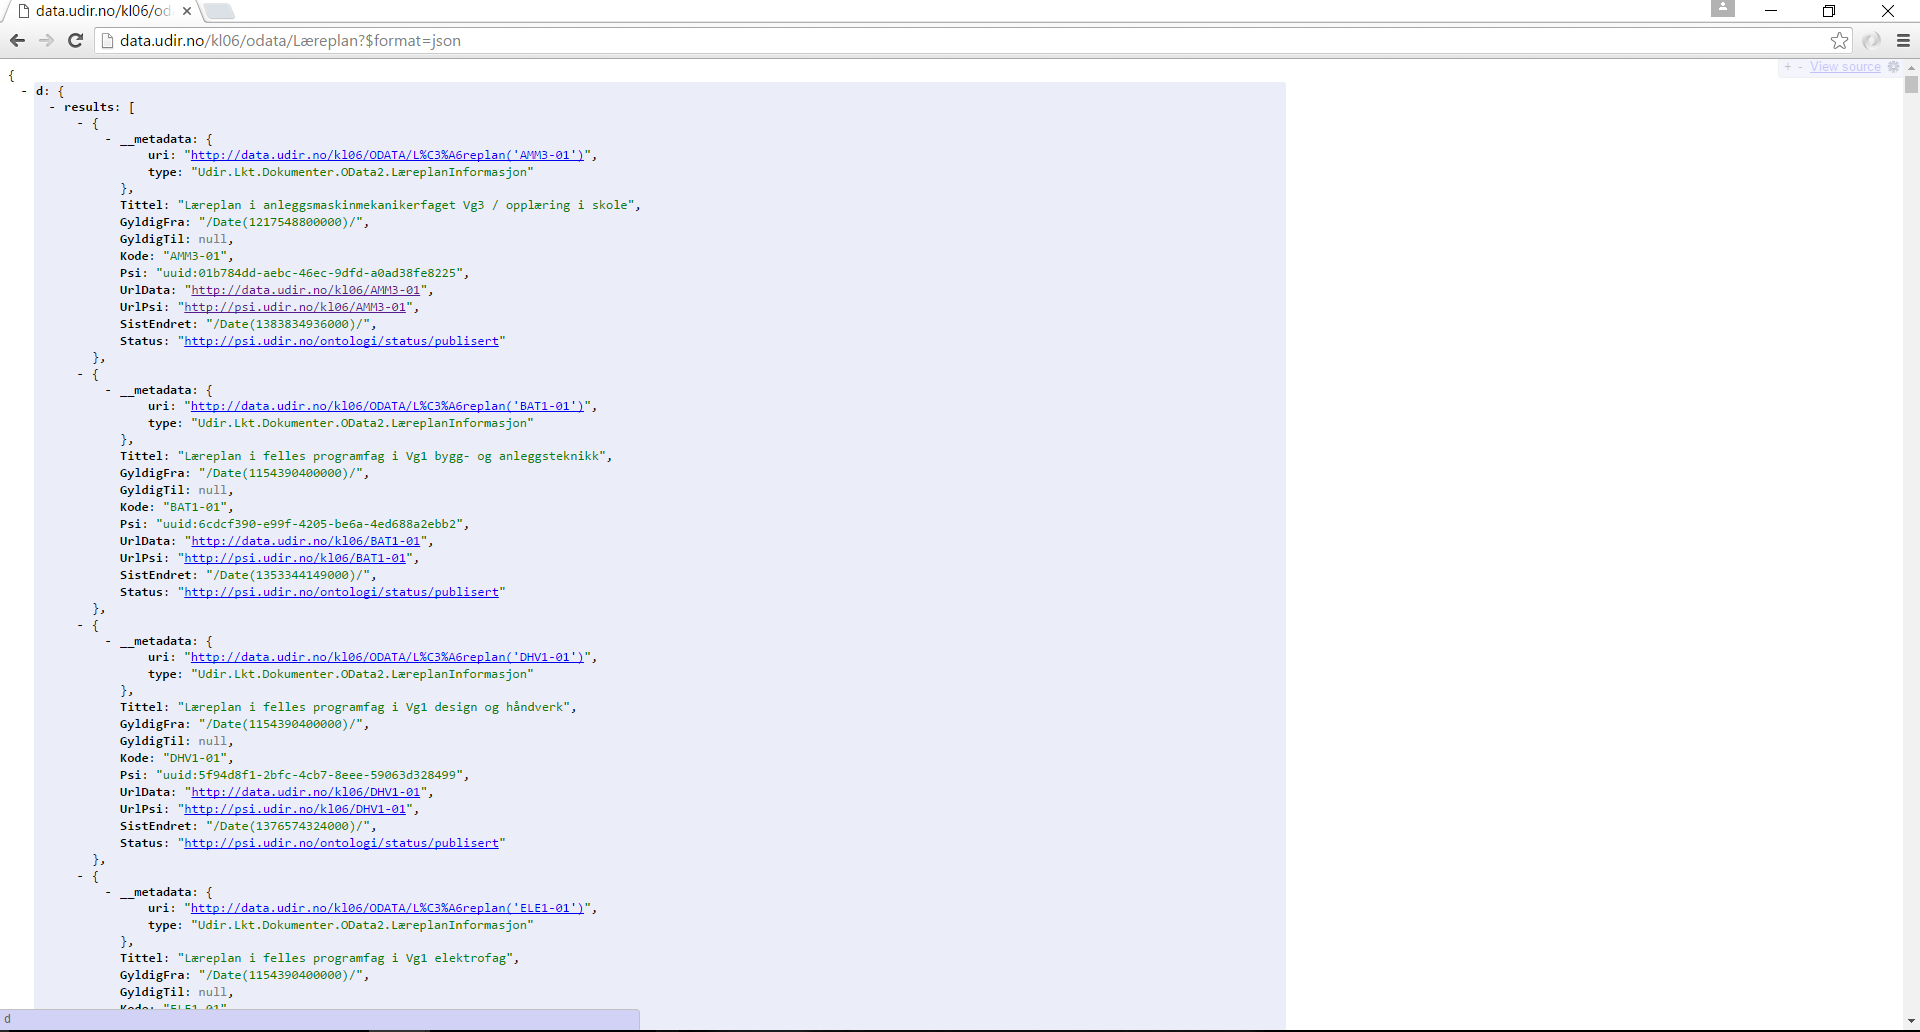 data.udir.no/kl06/od
data.udir.no/kl06/odata/Læreplan?$format=json
+ - View source
{
- d: {
- results: [
- {
- __metadata: {
uri: "http://data.udir.no/kl06/ODATA/L%C3%A6replan('AMM3-01')",
type: "Udir.Lkt.Dokumenter.OData2.LæreplanInformasjon"
},
Tittel: "Læreplan i anleggsmaskinmekanikerfaget Vg3 / opplæring i skole",
GyldigFra: "/Date(1217548800000)/",
GyldigTil: null,
Kode: "AMM3-01",
Psi: "uuid:01b784dd-aebc-46ec-9dfd-a0ad38fe8225",
UrlData: "http://data.udir.no/kl06/AMM3-01",
UrlPsi: "http://psi.udir.no/kl06/AMM3-01",
SistEndret: "/Date(1383834936000)/",
Status: "http://psi.udir.no/ontologi/status/publisert"
},
- {
- __metadata: {
uri: "http://data.udir.no/kl06/ODATA/L%C3%A6replan('BAT1-01')",
type: "Udir.Lkt.Dokumenter.OData2.LæreplanInformasjon"
},
Tittel: "Læreplan i felles programfag i Vg1 bygg- og anleggsteknikk",
GyldigFra: "/Date(1154390400000)/",
GyldigTil: null,
Kode: "BAT1-01",
Psi: "uuid:6cdcf390-e99f-4205-be6a-4ed688a2ebb2",
UrlData: "http://data.udir.no/kl06/BAT1-01",
UrlPsi: "http://psi.udir.no/kl06/BAT1-01",
SistEndret: "/Date(1353344149000)/",
Status: "http://psi.udir.no/ontologi/status/publisert"
},
- {
- __metadata: {
uri: "http://data.udir.no/kl06/ODATA/L%C3%A6replan('DHV1-01')",
type: "Udir.Lkt.Dokumenter.OData2.LæreplanInformasjon"
},
Tittel: "Læreplan i felles programfag i Vg1 design og håndverk",
GyldigFra: "/Date(1154390400000)/",
GyldigTil: null,
Kode: "DHV1-01",
Psi: "uuid:5f94d8f1-2bfc-4cb7-8eee-59063d328499",
UrlData: "http://data.udir.no/kl06/DHV1-01",
UrlPsi: "http://psi.udir.no/kl06/DHV1-01",
SistEndret: "/Date(1376574324000)/",
Status: "http://psi.udir.no/ontologi/status/publisert"
},
- {
- __metadata: {
uri: "http://data.udir.no/kl06/ODATA/L%C3%A6replan('ELE1-01')",
type: "Udir.Lkt.Dokumenter.OData2.LæreplanInformasjon"
},
Tittel: "Læreplan i felles programfag i Vg1 elektrofag",
GyldigFra: "/Date(1154390400000)/",
GyldigTil: null,
Kode: "ELE1-01"
d